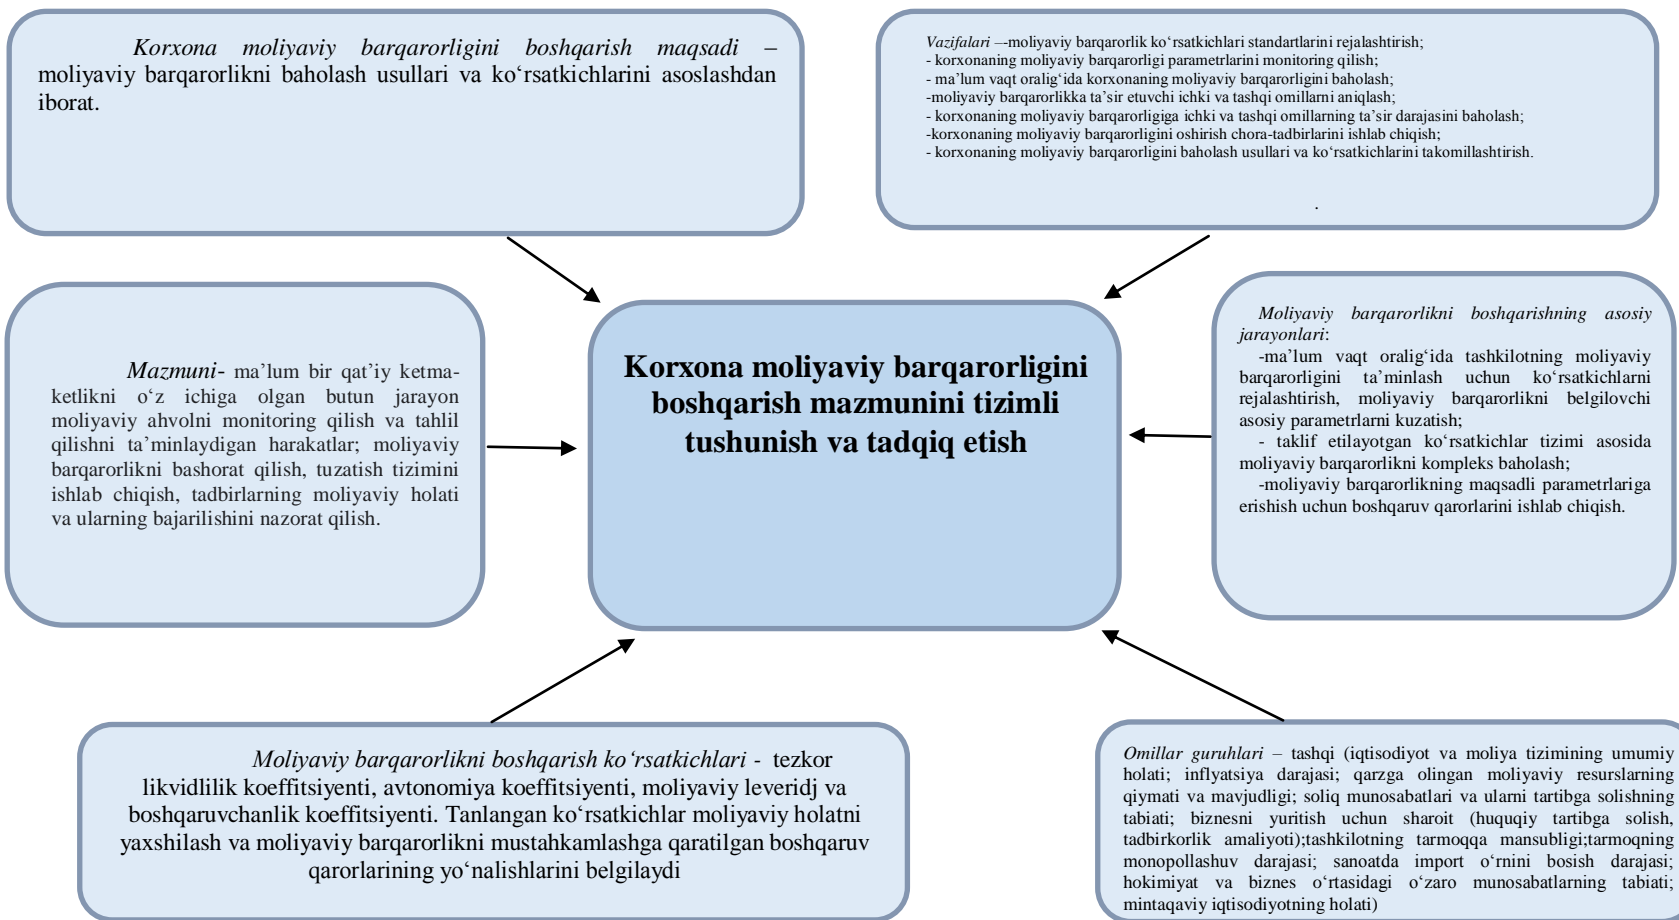 Korxona moliyaviy barqarorligini boshqarish maqsadi –
moliyaviy barqarorlikni baholash usullari va ko‘rsatkichlarini asoslashdan
iborat.
Vazifalari –-moliyaviy barqarorlik ko‘rsatkichlari standartlarini rejalashtirish;
- korxonaning moliyaviy barqarorligi parametrlarini monitoring qilish;
- ma’lum vaqt oralig‘ida korxonaning moliyaviy barqarorligini baholash;
-moliyaviy barqarorlikka ta’sir etuvchi ichki va tashqi omillarni aniqlash;
- korxonaning moliyaviy barqarorligiga ichki va tashqi omillarning ta’sir darajasini baholash;
-korxonaning moliyaviy barqarorligini oshirish chora-tadbirlarini ishlab chiqish;
- korxonaning moliyaviy barqarorligini baholash usullari va ko‘rsatkichlarini takomillashtirish.
.
Mazmuni- ma’lum bir qat’iy ketma-
ketlikni o‘z ichiga olgan butun jarayon
moliyaviy ahvolni monitoring qilish va tahlil
qilishni ta’minlaydigan harakatlar; moliyaviy
barqarorlikni bashorat qilish, tuzatish tizimini
ishlab chiqish, tadbirlarning moliyaviy holati
va ularning bajarilishini nazorat qilish.
Korxona moliyaviy barqarorligini
boshqarish mazmunini tizimli
tushunish va tadqiq etish
Moliyaviy barqarorlikni boshqarishning asosiy
jarayonlari:
-ma’lum vaqt oralig‘ida tashkilotning moliyaviy
barqarorligini ta’minlash uchun ko‘rsatkichlarni
rejalashtirish, moliyaviy barqarorlikni belgilovchi
asosiy parametrlarni kuzatish;
- taklif etilayotgan ko‘rsatkichlar tizimi asosida
moliyaviy barqarorlikni kompleks baholash;
-moliyaviy barqarorlikning maqsadli parametrlariga
erishish uchun boshqaruv qarorlarini ishlab chiqish.
Moliyaviy barqarorlikni boshqarish ko‘rsatkichlari - tezkor
likvidlilik koeffitsiyenti, avtonomiya koeffitsiyenti, moliyaviy leveridj va
boshqaruvchanlik koeffitsiyenti. Tanlangan ko‘rsatkichlar moliyaviy holatni
yaxshilash va moliyaviy barqarorlikni mustahkamlashga qaratilgan boshqaruv
qarorlarining yo‘nalishlarini belgilaydi
Omillar guruhlari – tashqi (iqtisodiyot va moliya tizimining umumiy
holati; inflyatsiya darajasi; qarzga olingan moliyaviy resurslarning
qiymati va mavjudligi; soliq munosabatlari va ularni tartibga solishning
tabiati; biznesni yuritish uchun sharoit (huquqiy tartibga solish,
tadbirkorlik amaliyoti);tashkilotning tarmoqqa mansubligi;tarmoqning
monopollashuv darajasi; sanoatda import o‘rnini bosish darajasi;
hokimiyat va biznes o‘rtasidagi o‘zaro munosabatlarning tabiati;
mintaqaviy iqtisodiyotning holati)